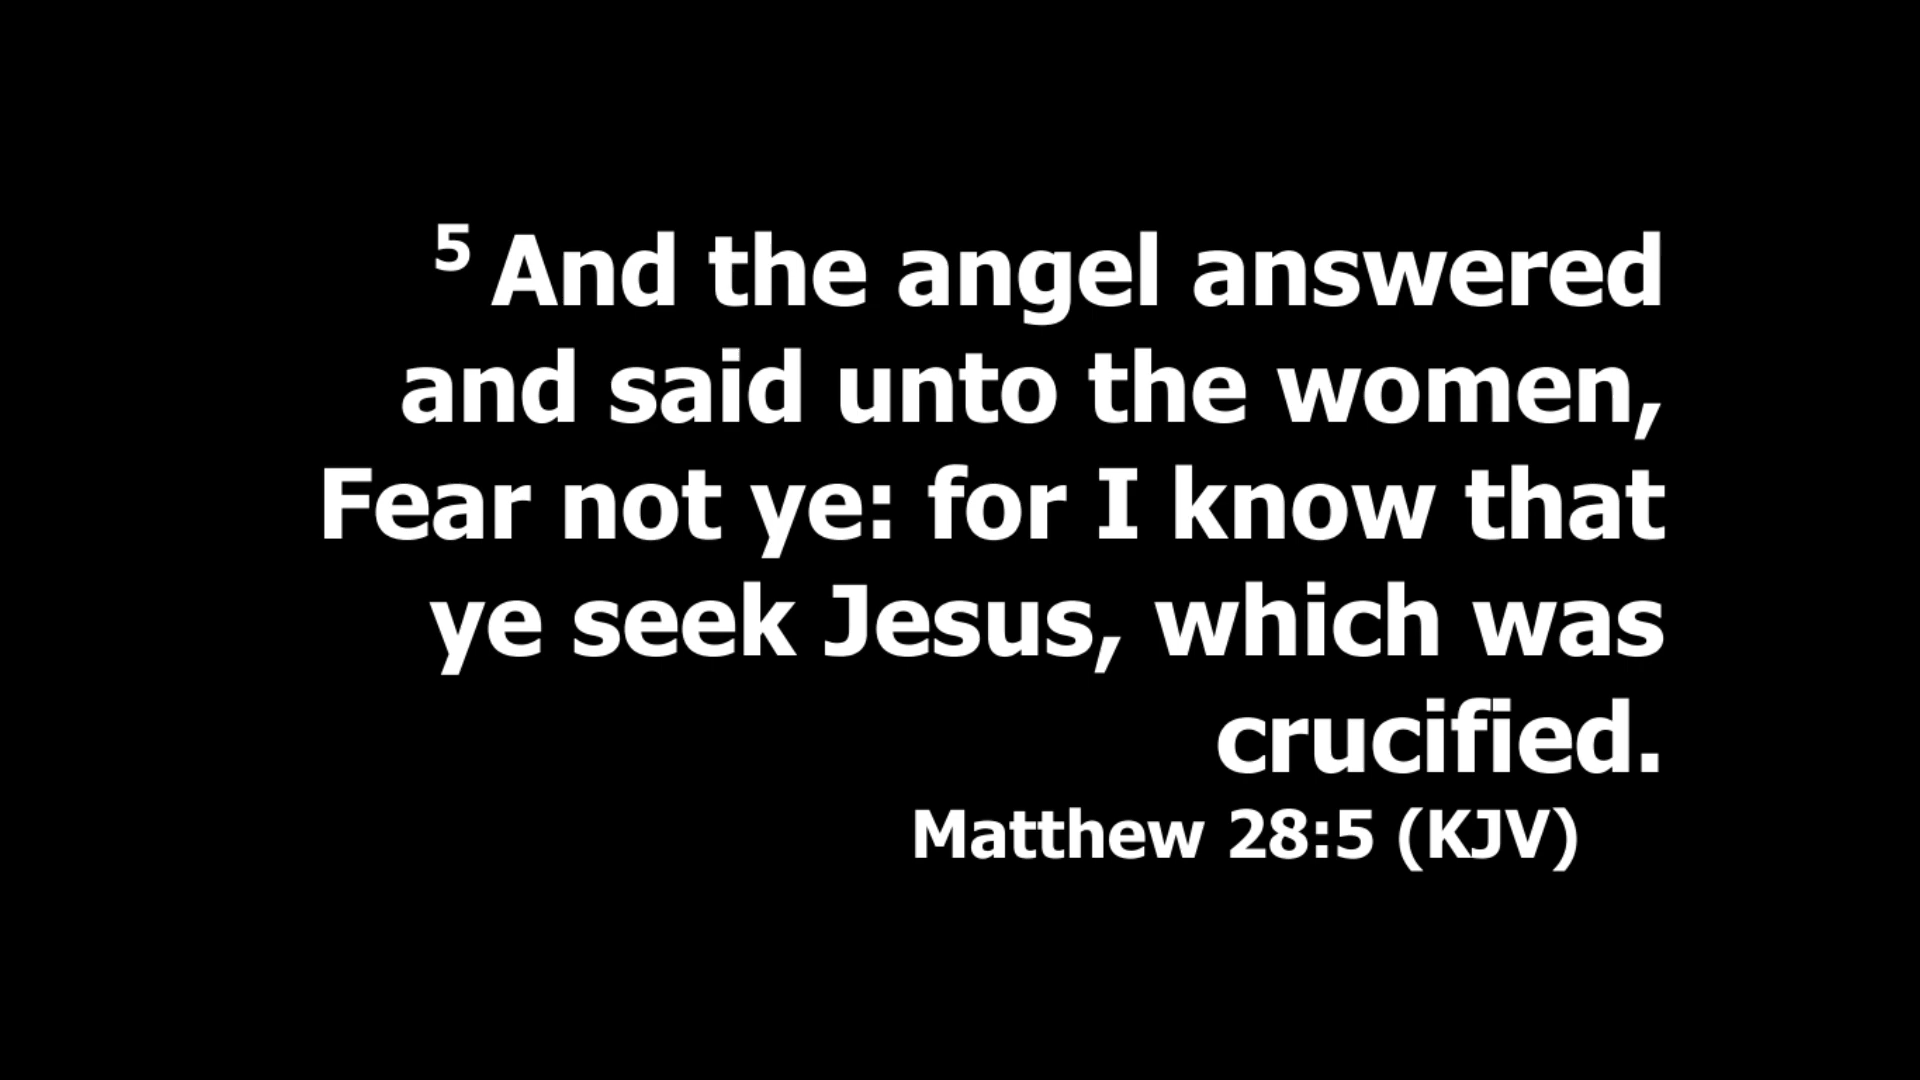 5 And the angel answered
and said unto the women,
Fear not ye: for I know that
ye seek Jesus, which was
crucified.
Matthew 28:5 (KJV)